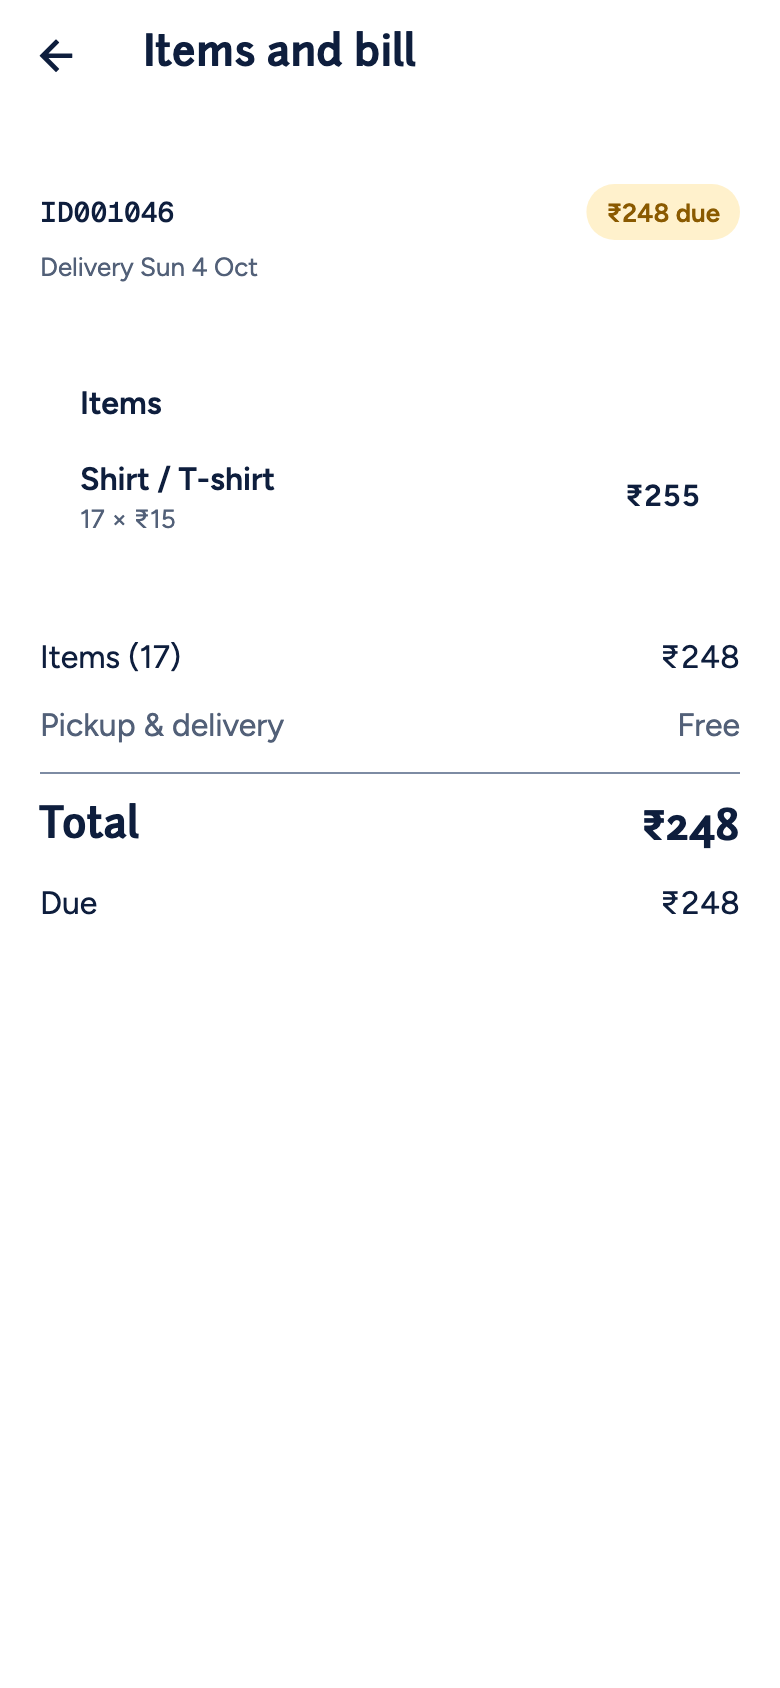 Items and bill
ID001046
₹248 due
Delivery Sun 4 Oct
Items
Shirt / T-shirt
₹255
17 × ₹15
Items (17)
₹248
Pickup & delivery
Free
Total
₹248
Due
₹248